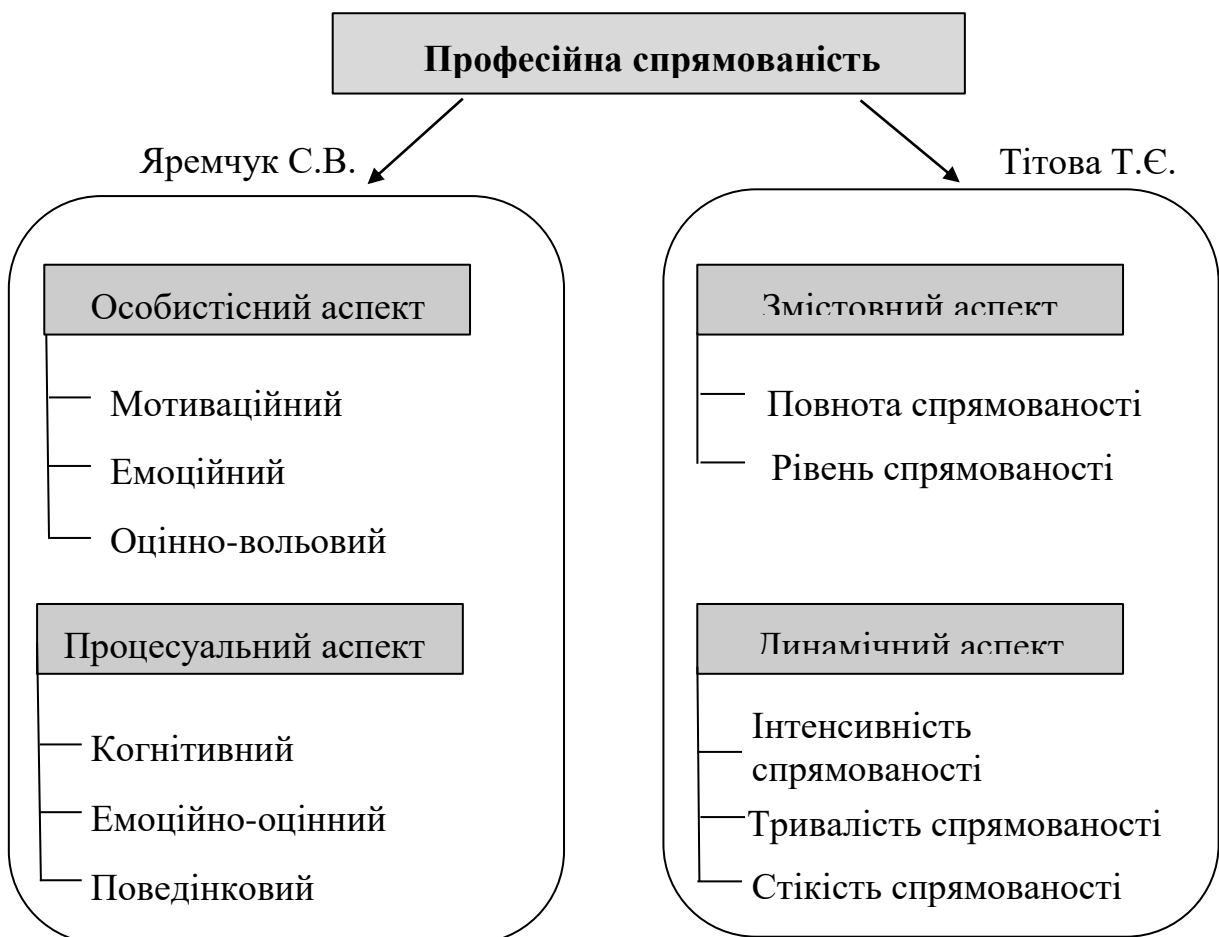 Професійна спрямованість
Яремчук С.В.
Особистісний аспект
Мотиваційний
Емоційний
Оцінно-вольовий
Процесуальний аспект
Когнітивний
Емоційно-оцінний
Поведінковий
Тітова Т.Є.
Змістовний аспект
Повнота спрямованості
Рівень спрямованості
Динамічний аспект
Інтенсивність
спрямованості
Тривалість спрямованості
Стікість спрямованості